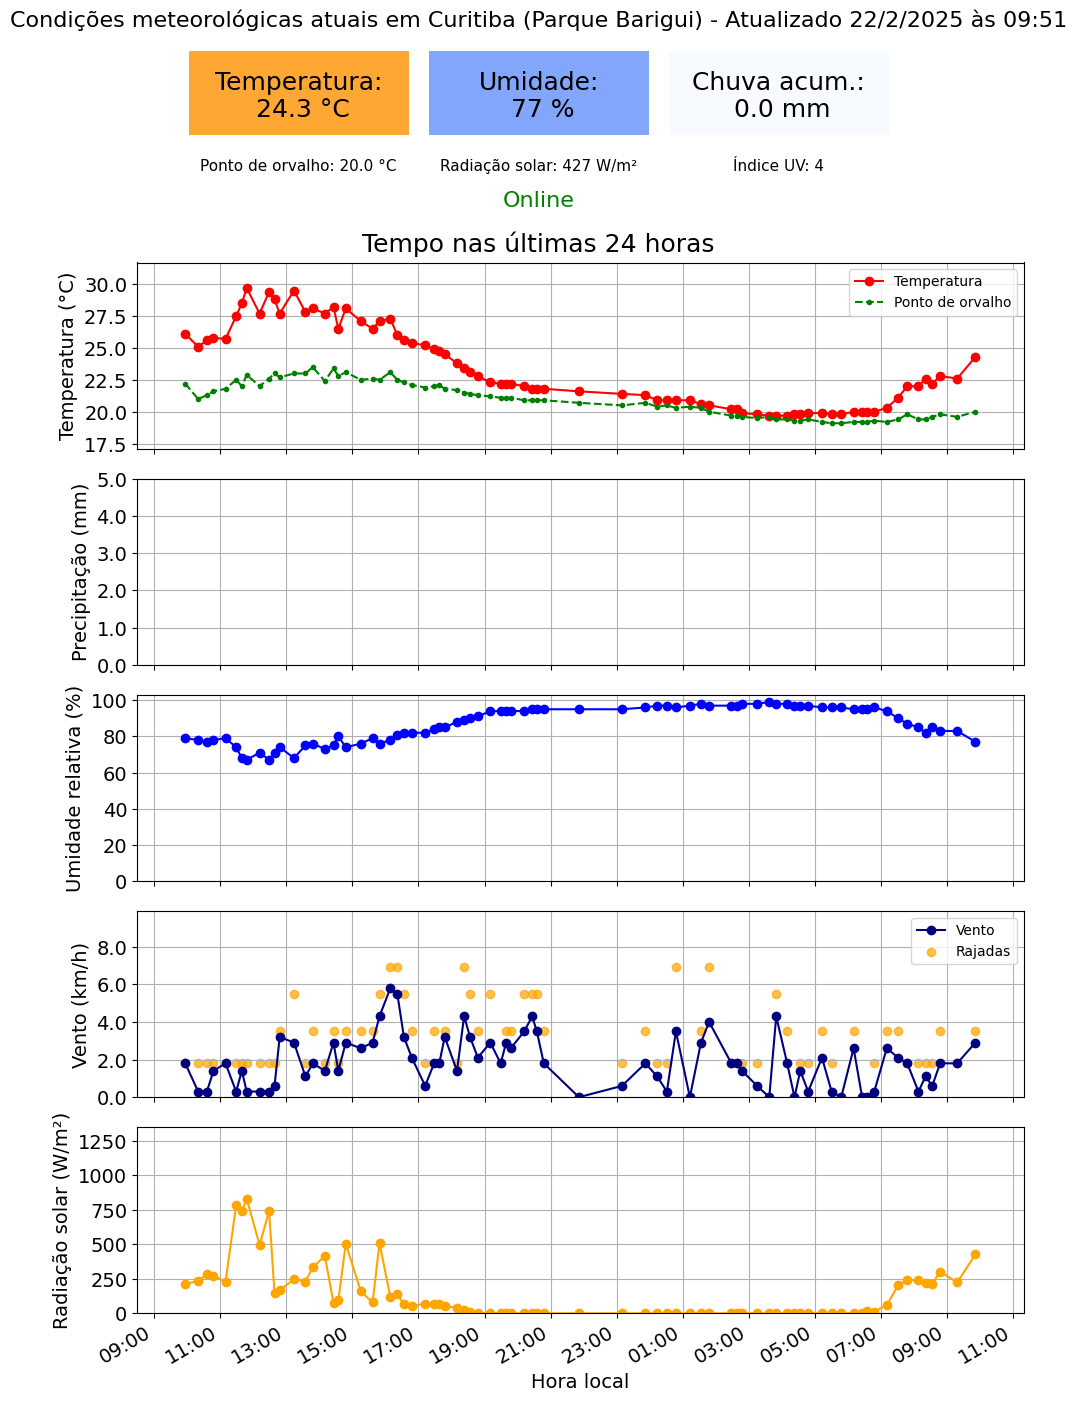 Condições meteorológicas atuais em Curitiba (Parque Barigui) - Atualizado 22/2/2025 às 09:51
Temperatura:
24.3 °C
Umidade:
77 %
Chuva acum.:
0.0 mm
Ponto de orvalho: 20.0 °C
Radiação solar: 427 W/m²
Índice UV: 4
Online
Tempo nas últimas 24 horas
Temperatura (°C)
30.0
27.5
25.0
22.5
20.0
17.5
Temperatura
Ponto de orvalho
Precipitação (mm)
5.0
4.0
3.0
2.0
1.0
0.0
Umidade relativa (%)
100
80
60
40
20
0
Vento (km/h)
8.0
6.0
4.0
2.0
0.0
Vento
Rajadas
Radiação solar (W/m²)
1250
1000
750
500
250
0
09:00
11:00
13:00
15:00
17:00
19:00
21:00
23:00
01:00
03:00
05:00
07:00
09:00
11:00
Hora local